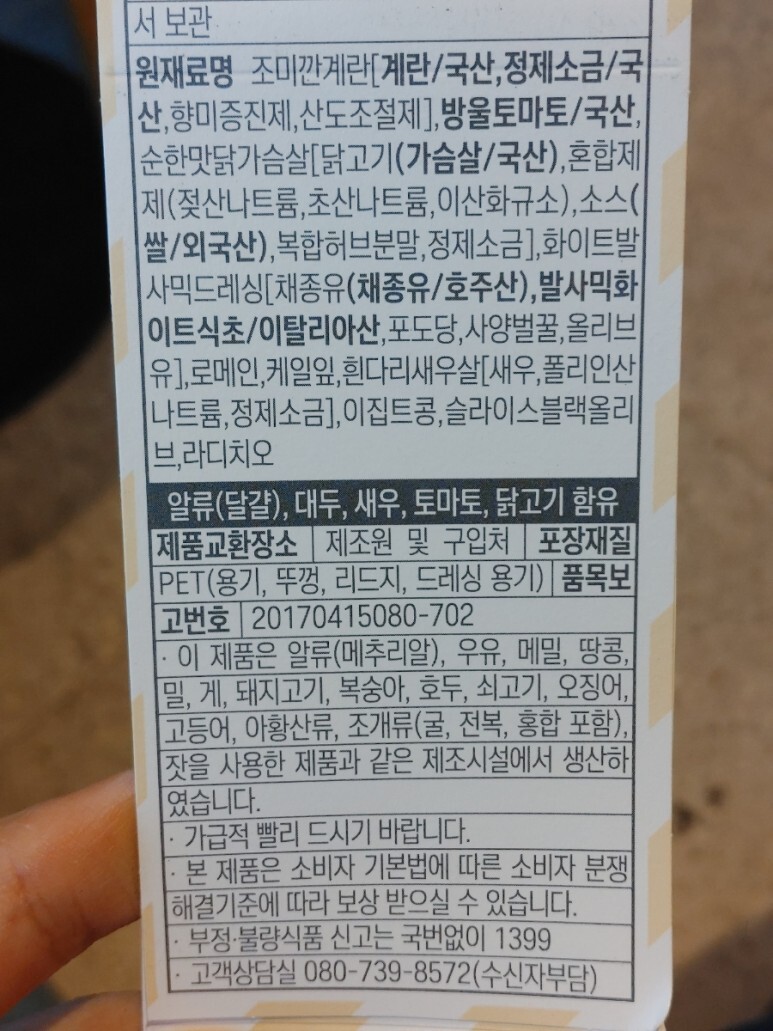 서 보관
원재료명 조미깐계란[계란/국산,정제소금/국
산,향미증진제,산도조절제],방울토마토/국산,
순한맛닭가슴살[닭고기(가슴살/국산),혼합제
제(젖산나트륨,초산나트륨,이산화규소),소스(
쌀/외국산),복합허브분말,정제소금],화이트발
사믹드레싱[채종유(채종유/호주산),발사믹화
이트식초/이탈리아산,포도당,사양벌꿀,올리브
유],로메인,케일잎,흰다리새우살[새우,폴리인산
나트륨,정제소금],이집트콩,슬라이스블랙올리
브,라디치오
알류(달걀), 대두, 새우, 토마토, 닭고기 함유
제품교환장소 제조원 및 구입처 포장재질
PET(용기, 뚜껑, 리드지, 드레싱 용기) 품목보
고번호 20170415080-702
· 이 제품은 알류(메추리알), 우유, 메밀, 땅콩,
밀, 게, 돼지고기, 복숭아, 호두, 쇠고기, 오징어,
고등어, 아황산류, 조개류(굴, 전복, 홍합 포함),
잣을 사용한 제품과 같은 제조시설에서 생산하
였습니다.
· 가급적 빨리 드시기 바랍니다.
· 본 제품은 소비자 기본법에 따른 소비자 분쟁
해결기준에 따라 보상 받으실 수 있습니다.
· 부정·불량식품 신고는 국번없이 1399
· 고객상담실 080-739-8572(수신자부담)